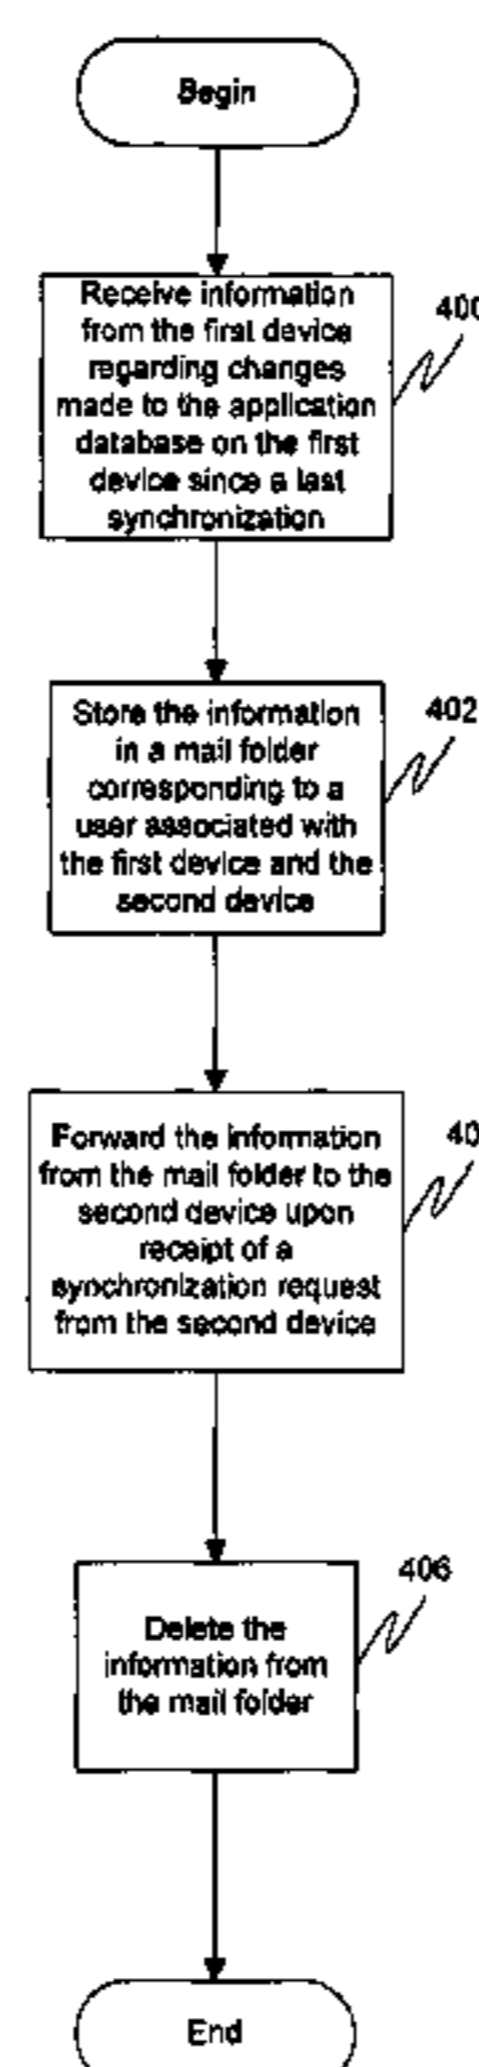 Begin
Receive information
from the first device
regarding changes
made to the application
database on the first
device since a last
synchronization
400
Store the information
in a mail folder
corresponding to a
user associated with
the first device and the
second device
402
Forward the information
from the mail folder to the
second device upon
receipt of a
synchronization request
from the second device
Delete the
information from
the mail folder
406
End